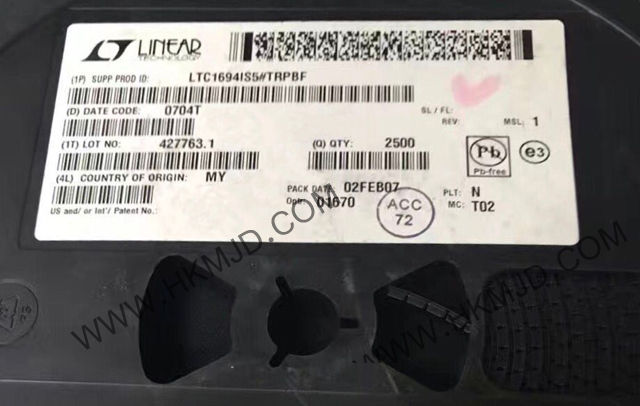 LINEAR
TECHNOLOGY
(1P) SUPP PROD ID: LTC1694IS5#TRPBF
(D) DATE CODE: 0704T
SL / FL:
REV:
MSL: 1
(1T) LOT NO: 427763.1
(Q) QTY: 2500
Pb
Pb-free
e3
(4L) COUNTRY OF ORIGIN: MY
PACK DATE: 02FEB07
PLT: N
Opr: 01670
MC: T02
ACC
72
US and/ or Int'l Patent No.:
WWW.HKMJD.COM
WWW.HKMJD.COM